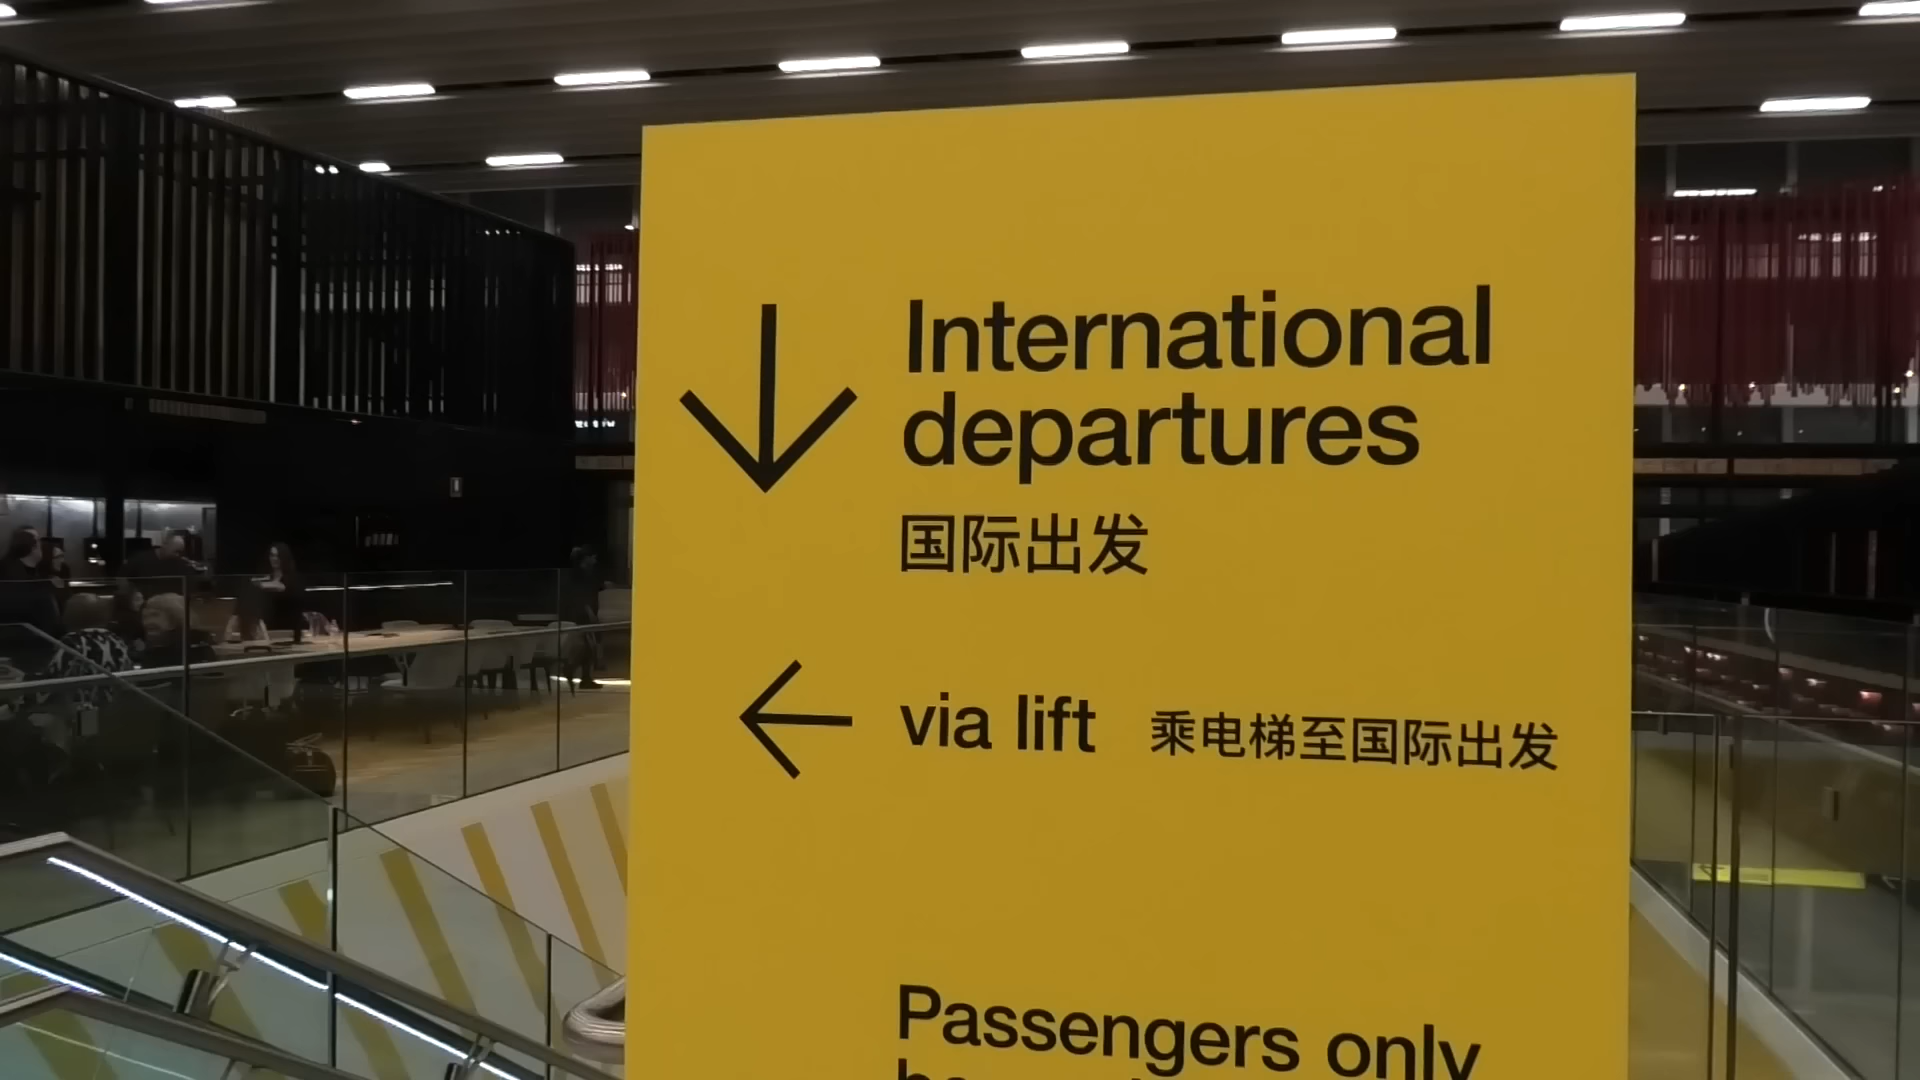 International
departures
国际出发
via lift 乘电梯至国际出发
Passengers only